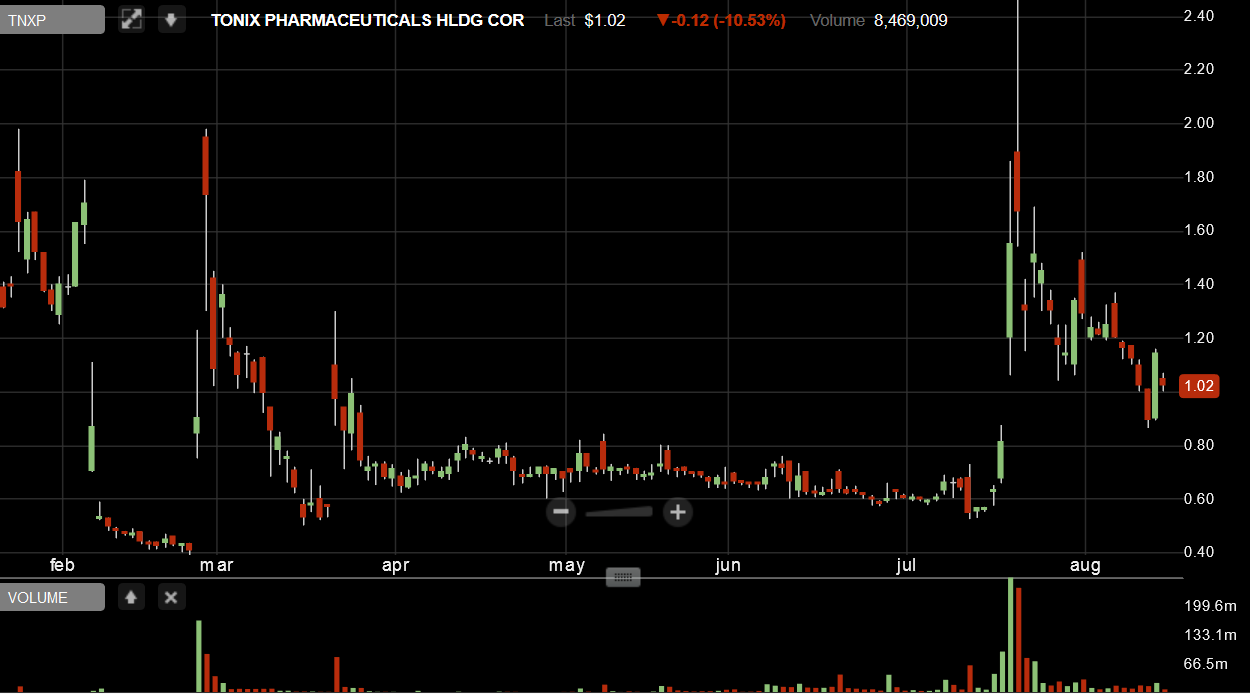 TNXP TONIX PHARMACEUTICALS HLDG COR Last $1.02 ▼-0.12 (-10.53%) Volume 8,469,009
2.40
2.20
2.00
1.80
1.60
1.40
1.20
1.02
0.80
0.60
0.40
feb mar apr may jun jul aug
VOLUME
199.6m
133.1m
66.5m